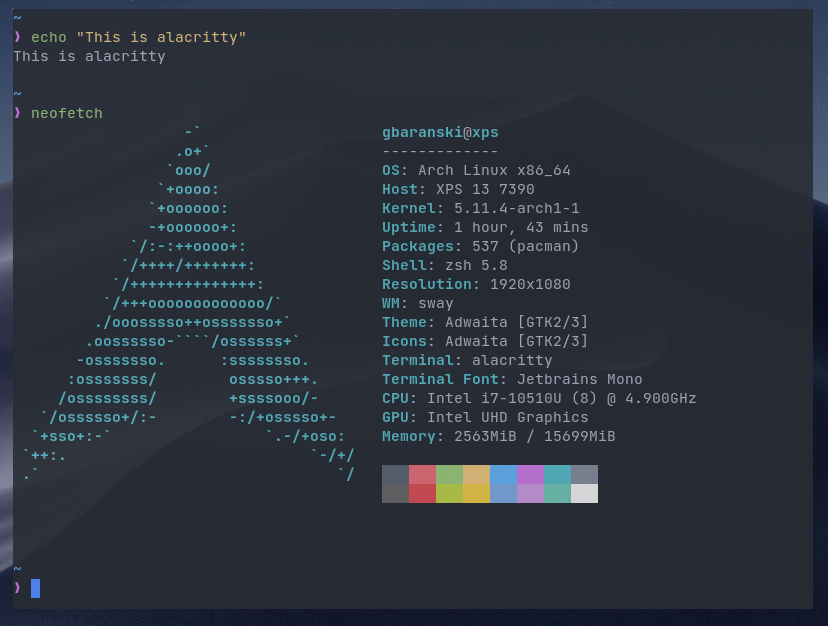 ~
❯ echo "This is alacritty"
This is alacritty
~
❯ neofetch
                  -`                    gbaranski@xps
                 .o+`                   -------------
                `ooo/                   OS: Arch Linux x86_64
               `+oooo:                  Host: XPS 13 7390
              `+oooooo:                 Kernel: 5.11.4-arch1-1
              -+oooooo+:                Uptime: 1 hour, 43 mins
            `/:-:++oooo+:               Packages: 537 (pacman)
           `/++++/+++++++:              Shell: zsh 5.8
          `/++++++++++++++:             Resolution: 1920x1080
         `/+++ooooooooooooo/`           WM: sway
        ./ooosssso++osssssso+`          Theme: Adwaita [GTK2/3]
       .oossssso-````/ossssss+`         Icons: Adwaita [GTK2/3]
      -osssssso.      :ssssssso.        Terminal: alacritty
     :osssssss/        osssso+++.       Terminal Font: Jetbrains Mono
    /ossssssss/        +ssssooo/-       CPU: Intel i7-10510U (8) @ 4.900GHz
  `/ossssso+/:-        -:/+osssso+-     GPU: Intel UHD Graphics
 `+sso+:-`                 `.-/+oso:    Memory: 2563MiB / 15699MiB
`++:.                           `-/+/
.`                                 `/
~
❯